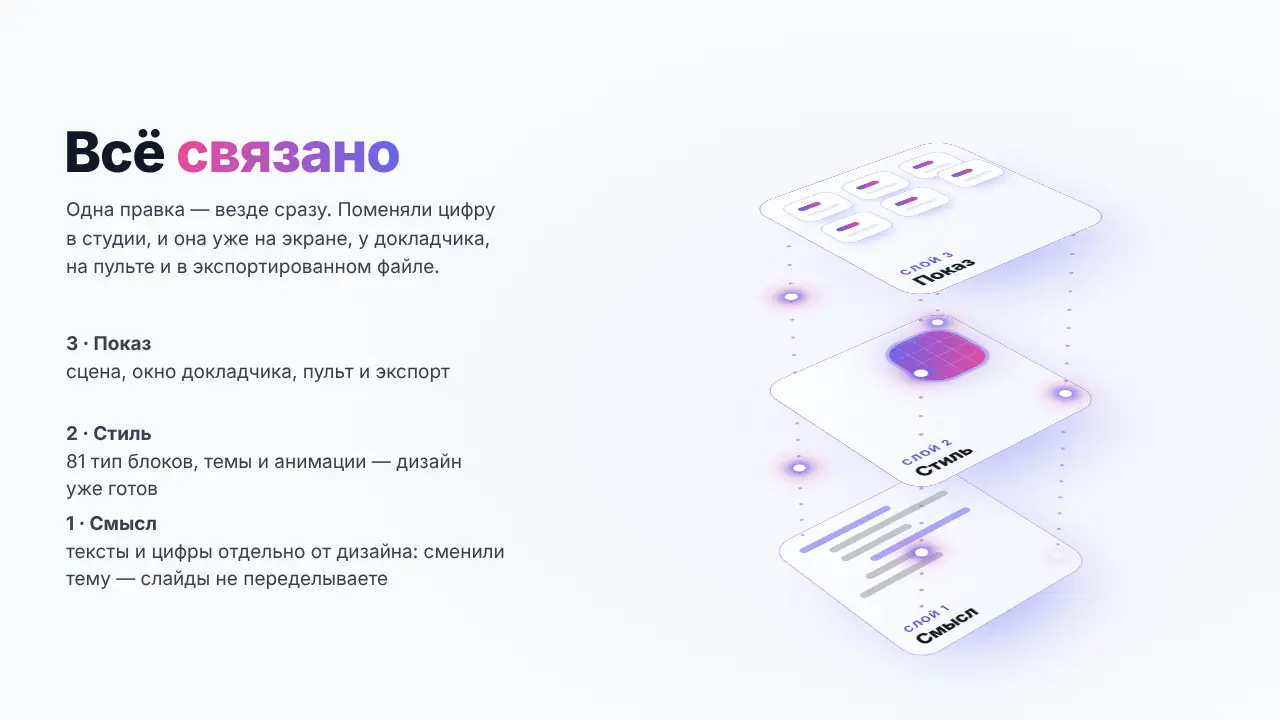 Всё связано
Одна правка — везде сразу. Поменяли цифру
в студии, и она уже на экране, у докладчика,
на пульте и в экспортированном файле.
3 · Показ
сцена, окно докладчика, пульт и экспорт
2 · Стиль
81 тип блоков, темы и анимации — дизайн
уже готов
1 · Смысл
тексты и цифры отдельно от дизайна: сменили
тему — слайды не переделываете
СЛОЙ 3
Показ
СЛОЙ 2
Стиль
СЛОЙ 1
Смысл